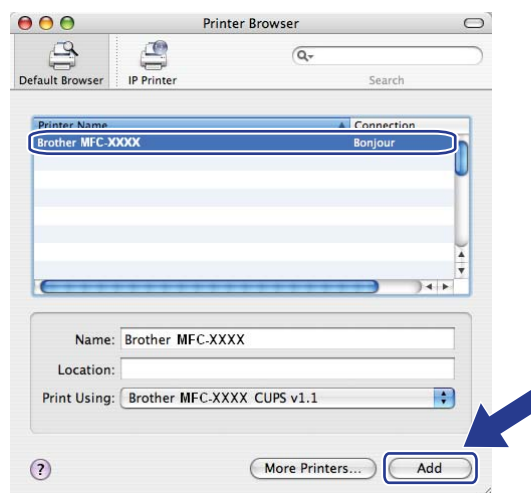 Printer Browser
Default Browser
IP Printer
Q
Search
Printer Name Connection
Brother MFC-XXXX Bonjour
Name: Brother MFC-XXXX
Location:
Print Using: Brother MFC-XXXX CUPS v1.1
? More Printers... Add